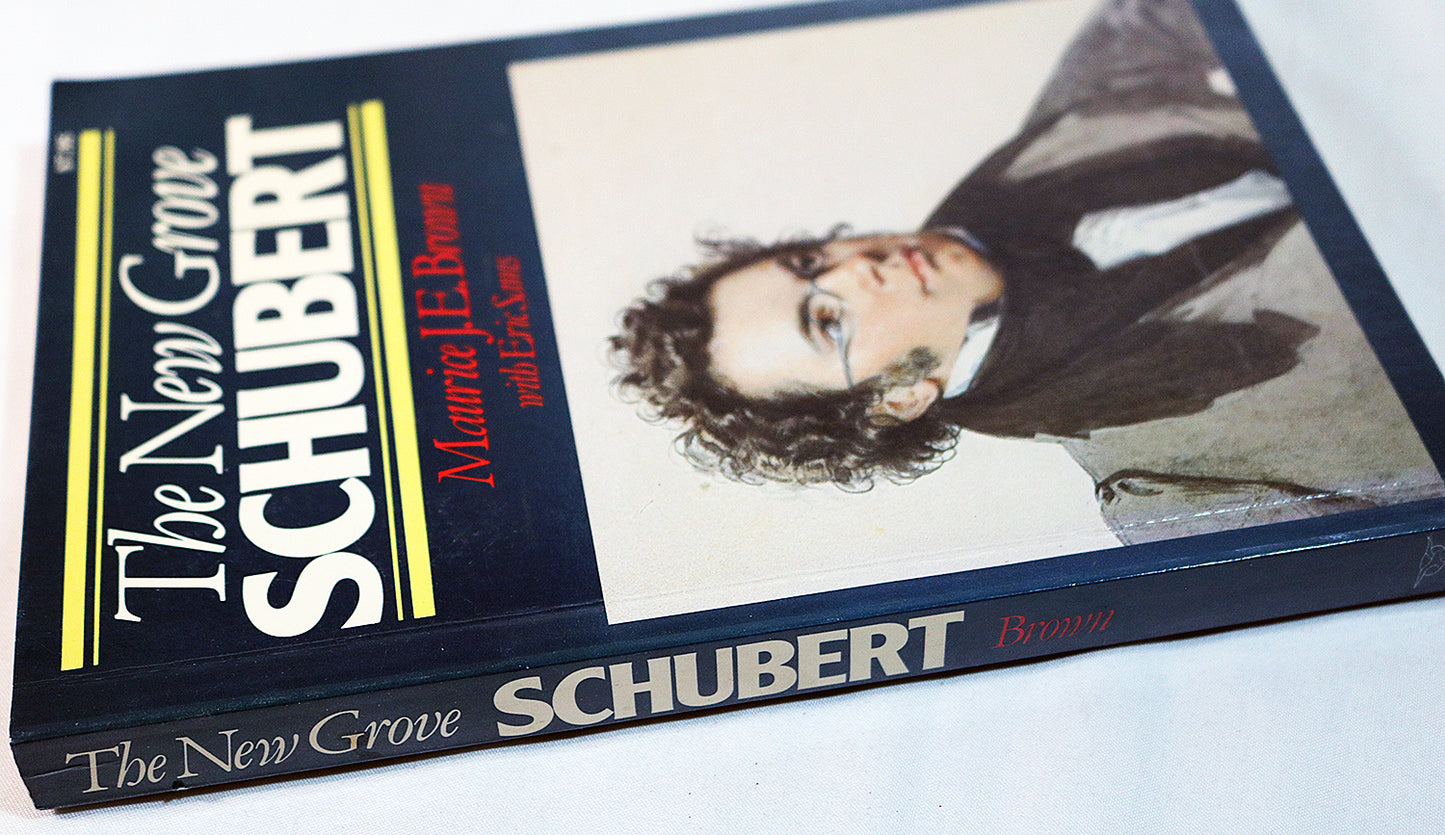 The New Grove
SCHUBERT
Maurice J.E. Brown
with Eric Sams
The New Grove SCHUBERT Brown